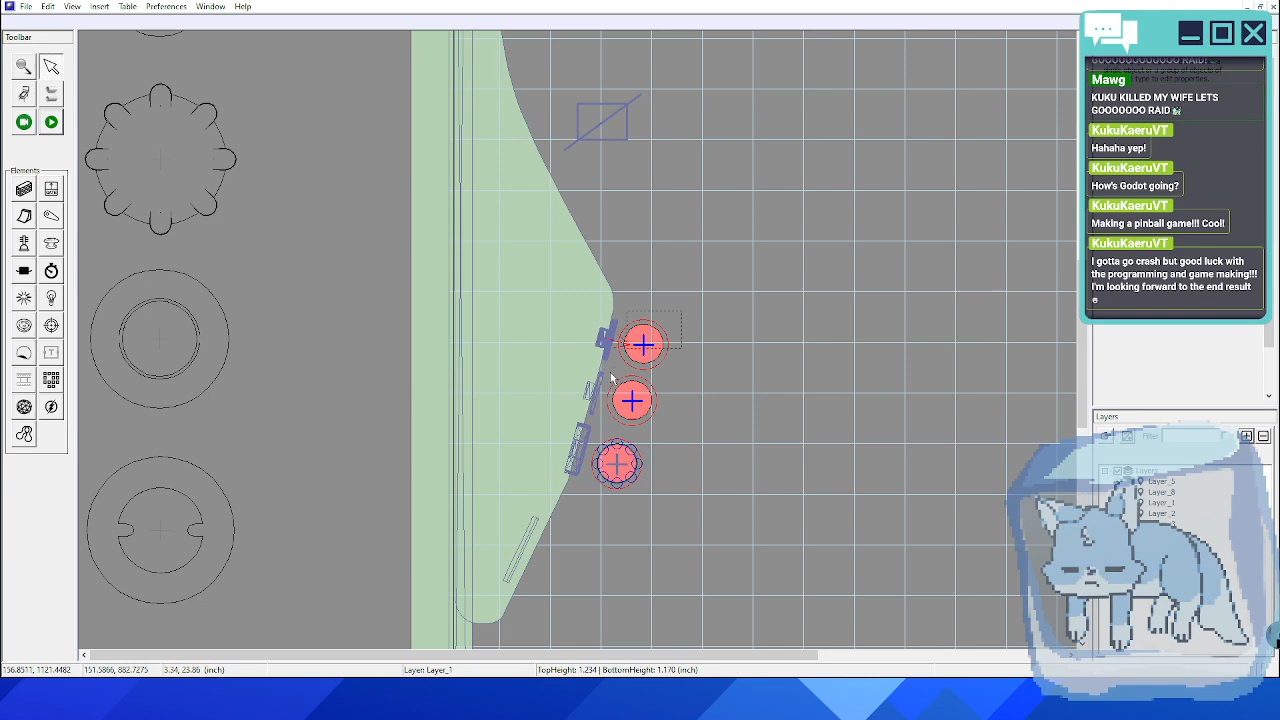 File Edit View Insert Table Preferences Window Help
Toolbar
Elements
Mawg
KUKU KILLED MY WIFE LETS
GOOOOOOO RAID
KukuKaeruVT
Hahaha yep!
KukuKaeruVT
How's Godot going?
KukuKaeruVT
Making a pinball game!!! Cool!
KukuKaeruVT
I gotta go crash but good luck with
the programming and game making!!!
I'm looking forward to the end result
Layers
Filter
Layers
Layer_5
Layer_8
Layer_1
Layer_2
156.8511, 1121.4482 151.5866, 882.7275 3.34, 23.86 (inch) Layer: Layer_1 TopHeight: 1.234 | BottomHeight: 1.170 (inch)